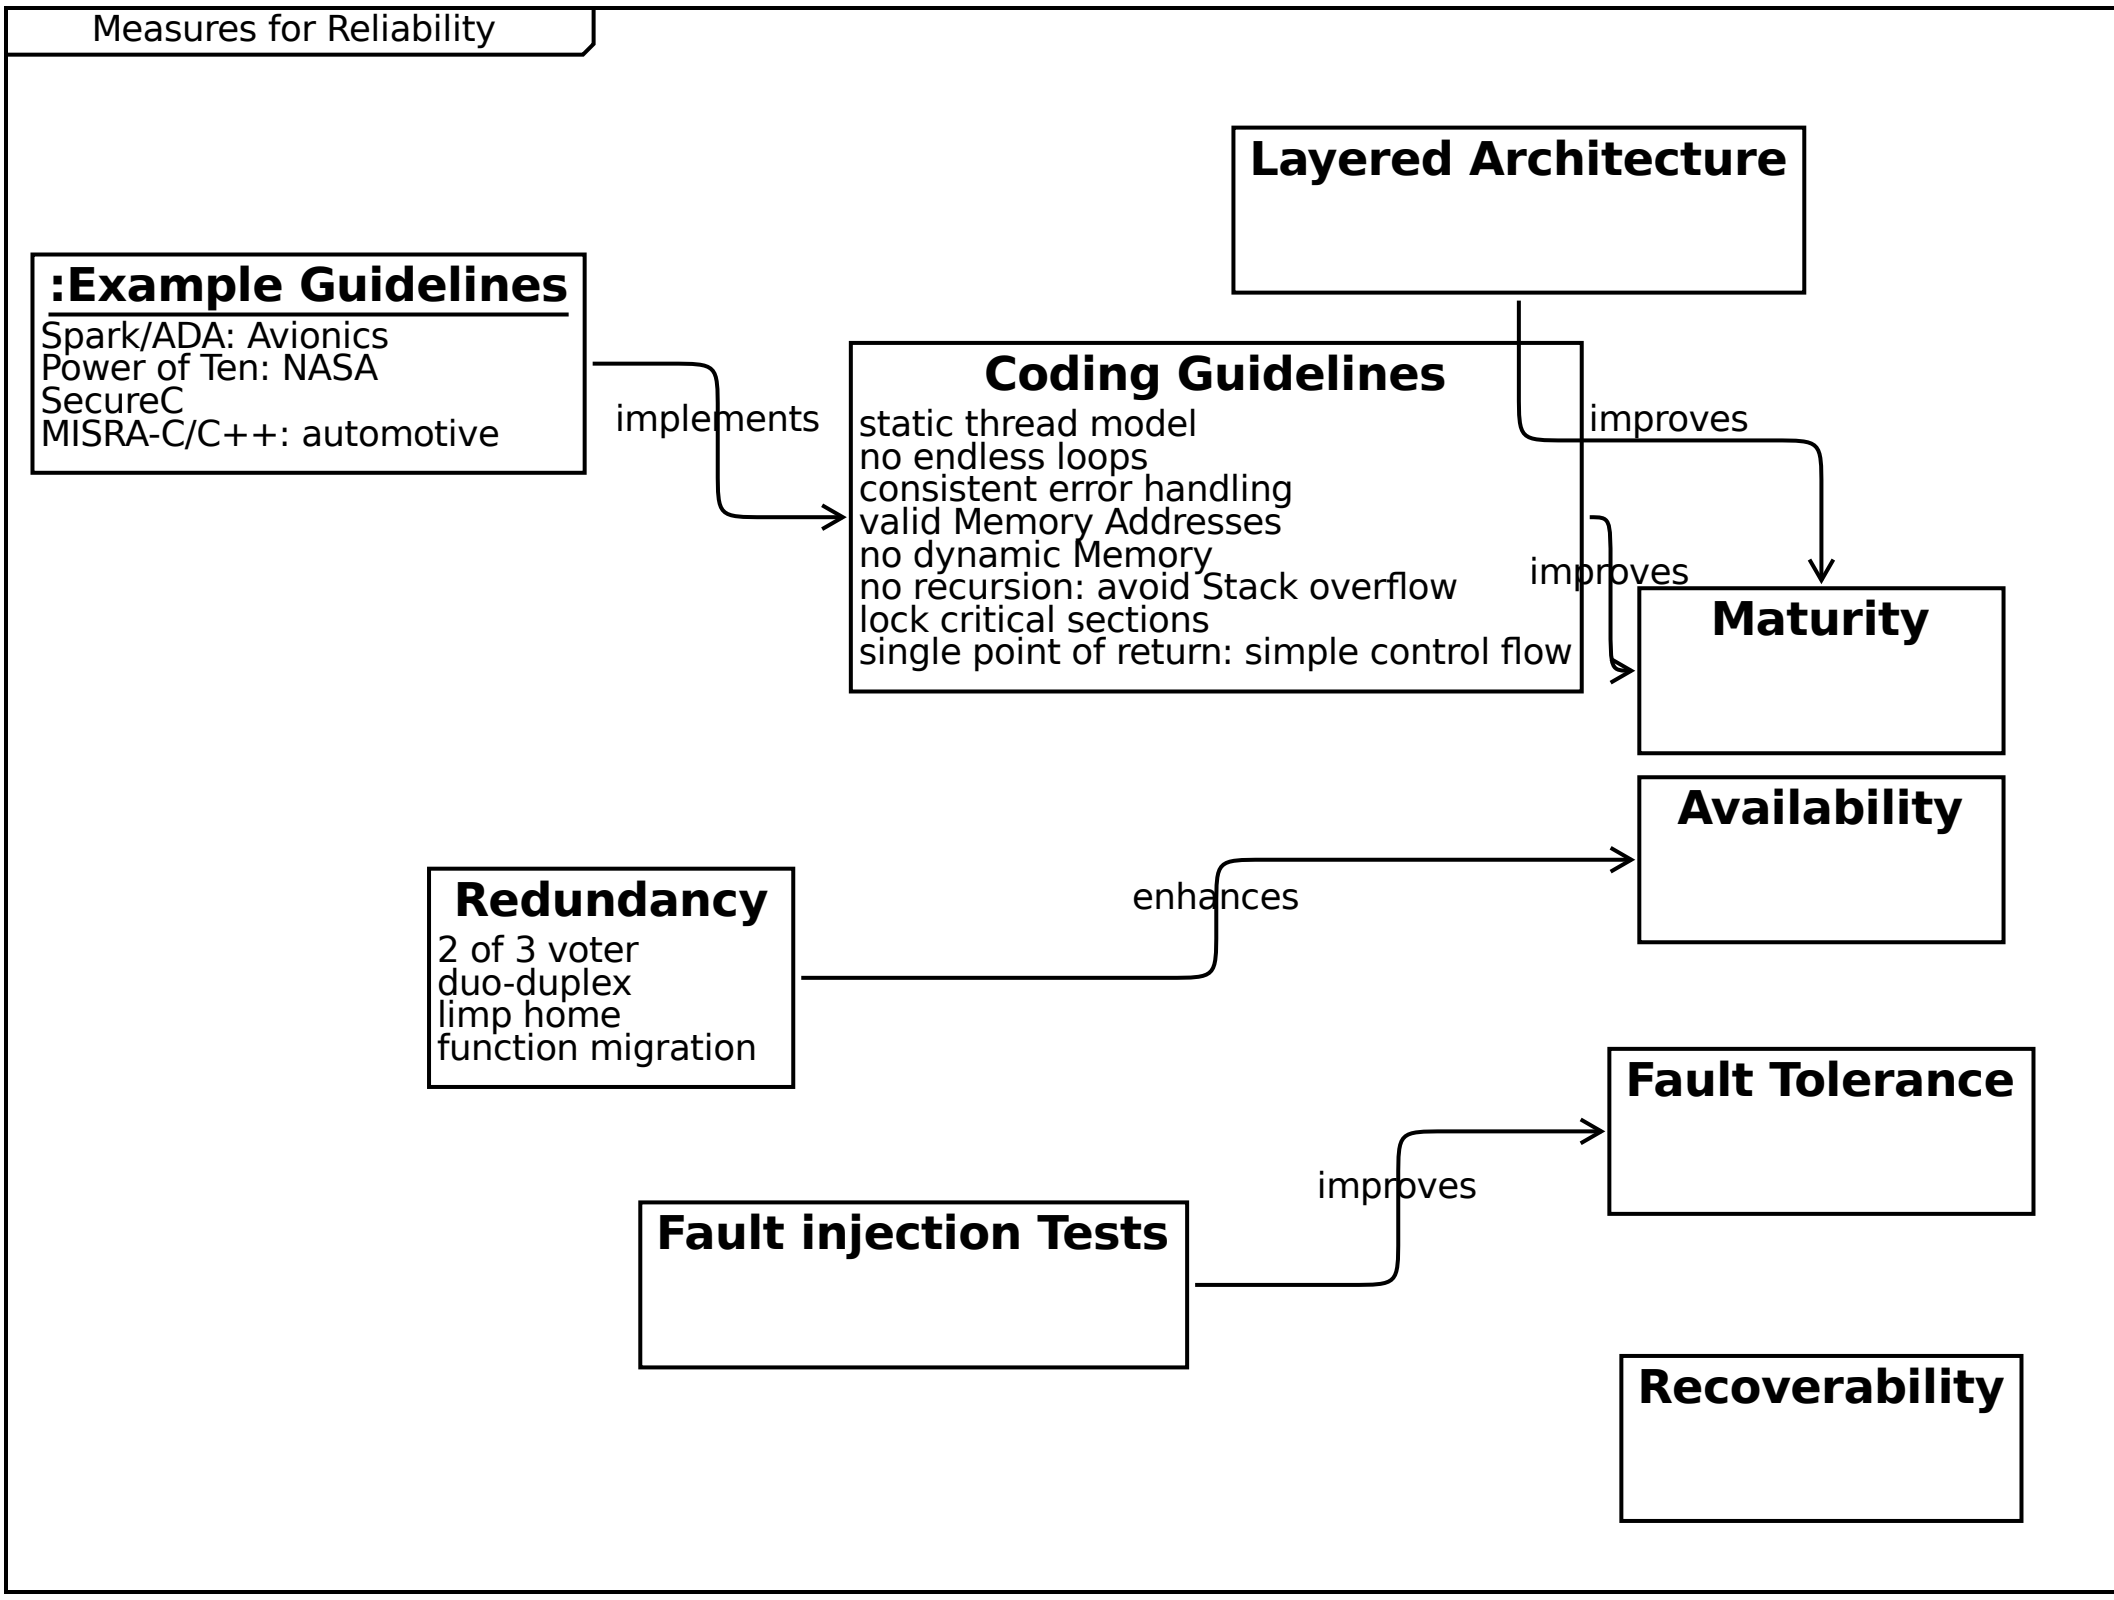 Measures for Reliability
Layered Architecture
:Example Guidelines
Spark/ADA: Avionics
Power of Ten: NASA
SecureC
MISRA-C/C++: automotive
implements
Coding Guidelines
static thread model
no endless loops
consistent error handling
valid Memory Addresses
no dynamic Memory
no recursion: avoid Stack overflow
lock critical sections
single point of return: simple control flow
improves
improves
Maturity
Availability
Redundancy
2 of 3 voter
duo-duplex
limp home
function migration
enhances
Fault Tolerance
improves
Fault injection Tests
Recoverability